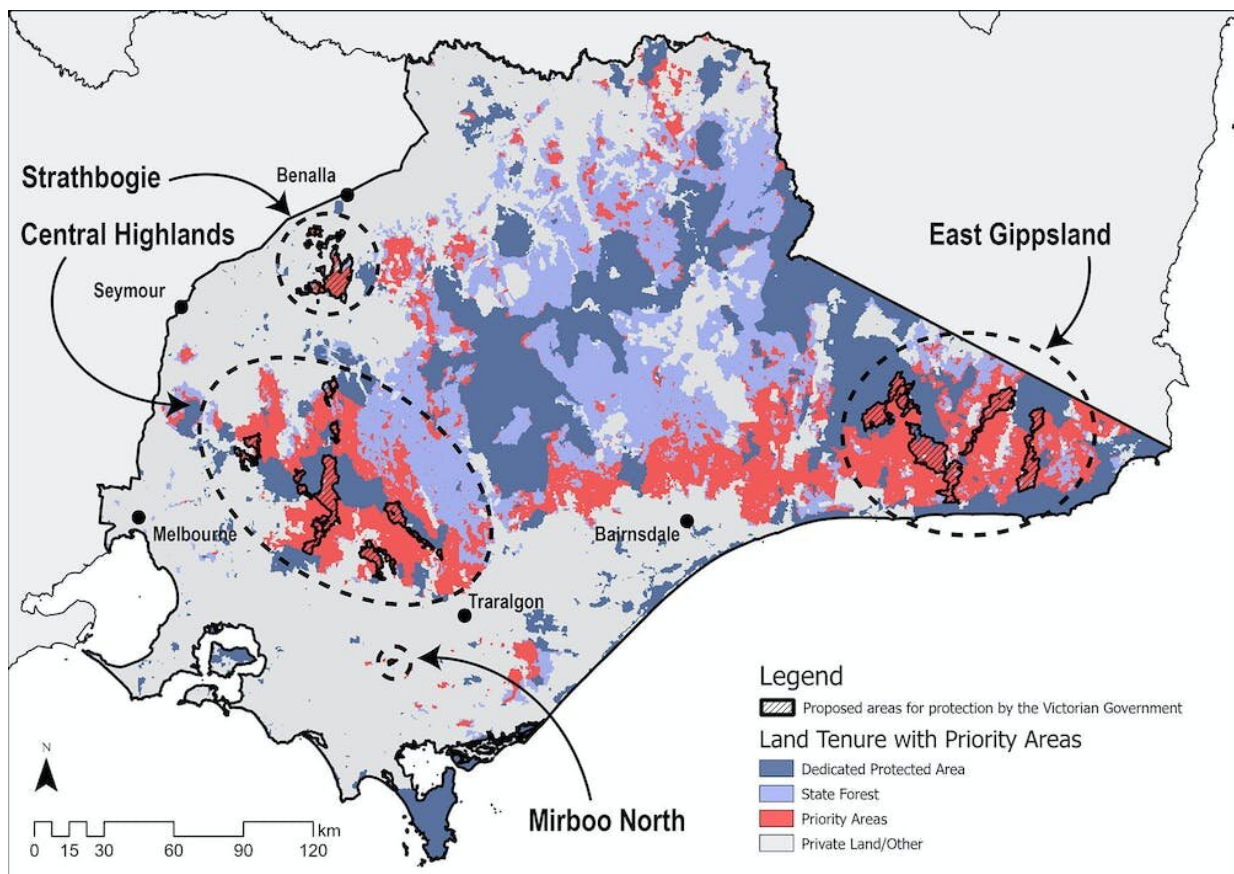 Strathbogie
Benalla
Central Highlands
East Gippsland
Seymour
Melbourne
Bairnsdale
Traralgon
Mirboo North
N
km
0 15 30 60 90 120
Legend
Proposed areas for protection by the Victorian Government
Land Tenure with Priority Areas
Dedicated Protected Area
State Forest
Priority Areas
Private Land/Other